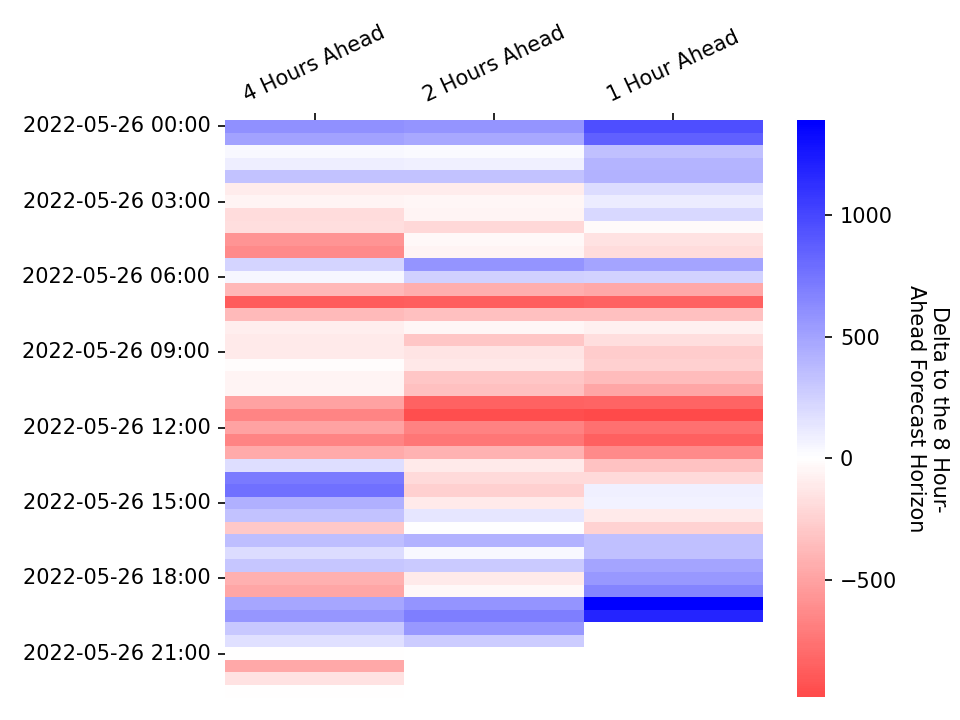 4 Hours Ahead
2 Hours Ahead
1 Hour Ahead
2022-05-26 00:00
2022-05-26 03:00
2022-05-26 06:00
2022-05-26 09:00
2022-05-26 12:00
2022-05-26 15:00
2022-05-26 18:00
2022-05-26 21:00
1000
500
0
−500
Delta to the 8 Hour-
Ahead Forecast Horizon